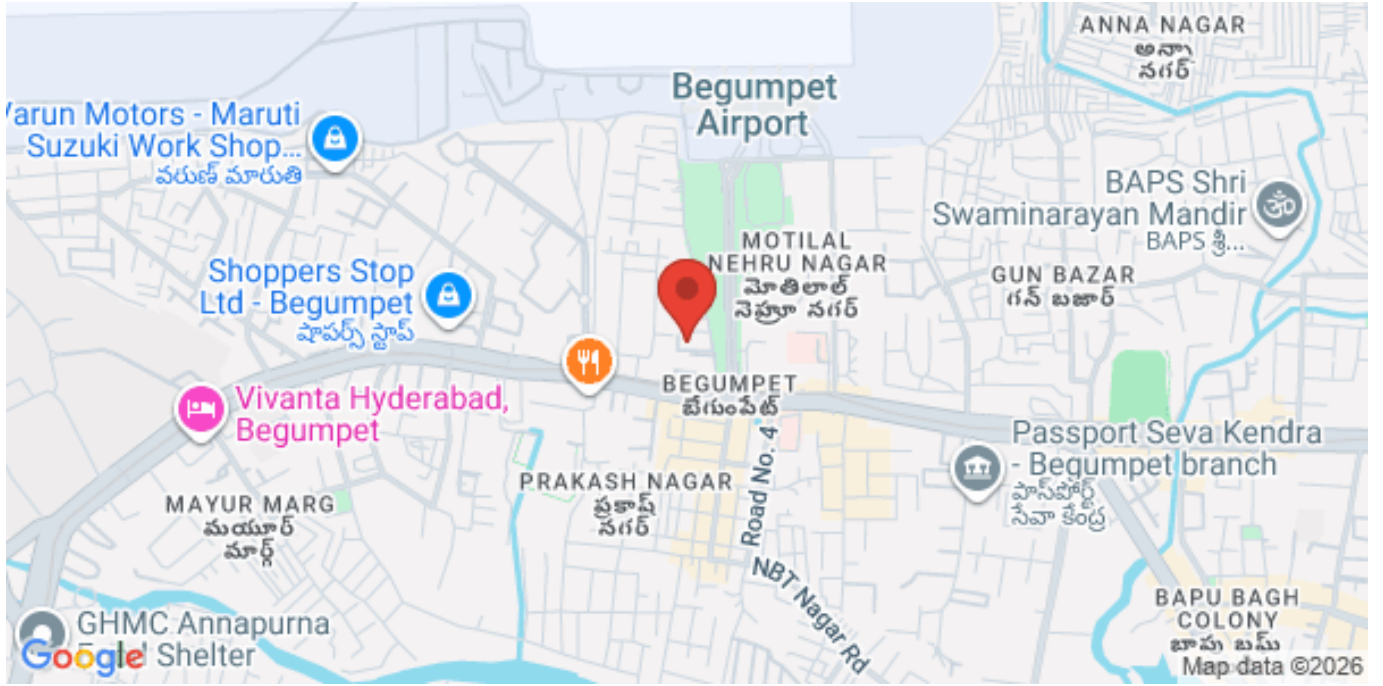 ANNA NAGAR
అన్నా
నగర్
Begumpet
Airport
Varun Motors - Maruti
Suzuki Work Shop...
వరుణ్ మారుతి
BAPS Shri
Swaminarayan Mandir
BAPS శ్రీ...
MOTILAL
NEHRU NAGAR
మోతిలాల్
నెహ్రూ నగర్
Shoppers Stop
Ltd - Begumpet
షాపర్స్ స్టాప్
GUN BAZAR
గన్ బజార్
BEGUMPET
బేగుంపేట్
Vivanta Hyderabad,
Begumpet
Passport Seva Kendra
- Begumpet branch
పాస్‌పోర్ట్
సేవా కేంద్ర
Road No. 4
PRAKASH NAGAR
ప్రకాష్
నగర్
MAYUR MARG
మయూర్
మార్గ్
NBT Nagar Rd
BAPU BAGH
COLONY
GHMC Annapurna
Shelter
Google
Map data ©2026